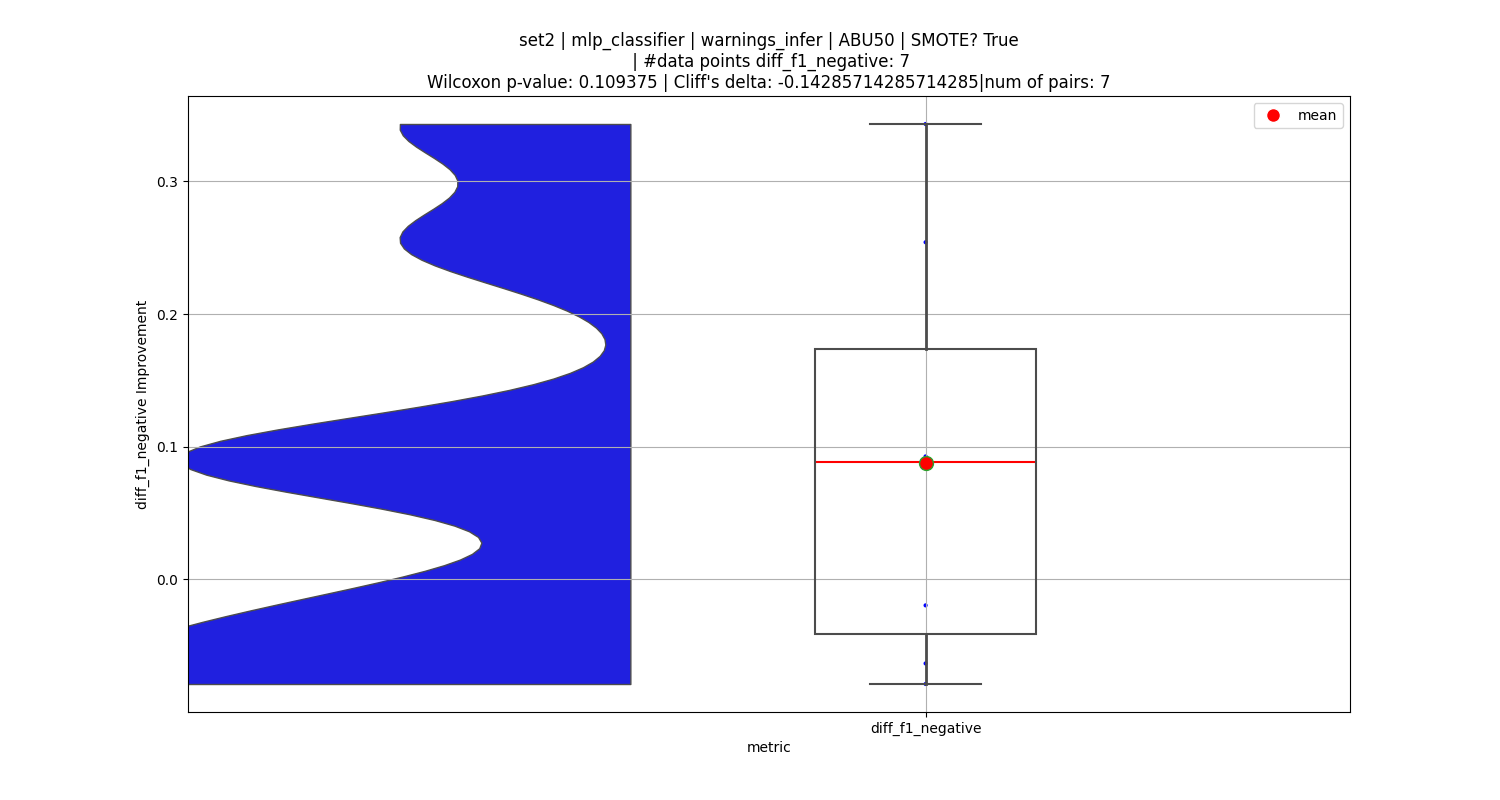 set2 | mlp_classifier | warnings_infer | ABU50 | SMOTE? True
| #data points diff_f1_negative: 7
Wilcoxon p-value: 0.109375 | Cliff's delta: -0.14285714285714285|num of pairs: 7
mean
diff_f1_negative Improvement
0.3
0.2
0.1
0.0
diff_f1_negative
metric